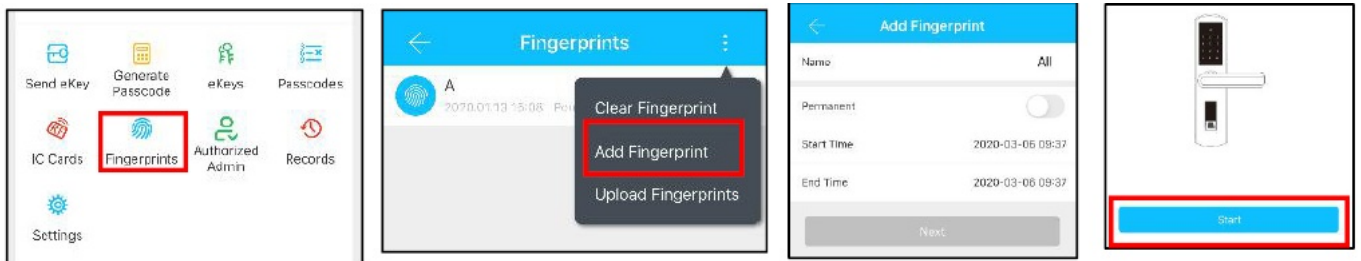 Send eKey
Generate
Passcode
eKeys
Passcodes
IC Cards
Fingerprints
Authorized
Admin
Records
Settings
Fingerprints
A
2020.01.13 15:08
Clear Fingerprint
Add Fingerprint
Upload Fingerprints
Add Fingerprint
Name
All
Permanent
Start Time
2020-03-06 09:37
End Time
2020-03-06 09:37
Next
Start